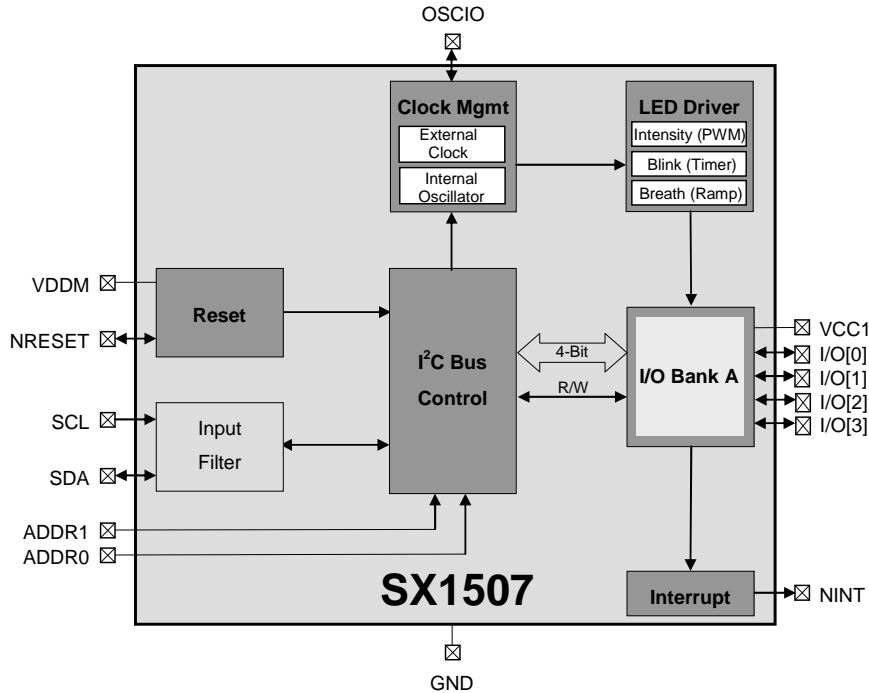 OSCIO
Clock Mgmt
External
Clock
Internal
Oscillator
LED Driver
Intensity (PWM)
Blink (Timer)
Breath (Ramp)
VDDM
NRESET
Reset
SCL
SDA
Input
Filter
ADDR1
ADDR0
I²C Bus
Control
4-Bit
R/W
I/O Bank A
VCC1
I/O[0]
I/O[1]
I/O[2]
I/O[3]
SX1507
Interrupt
NINT
GND